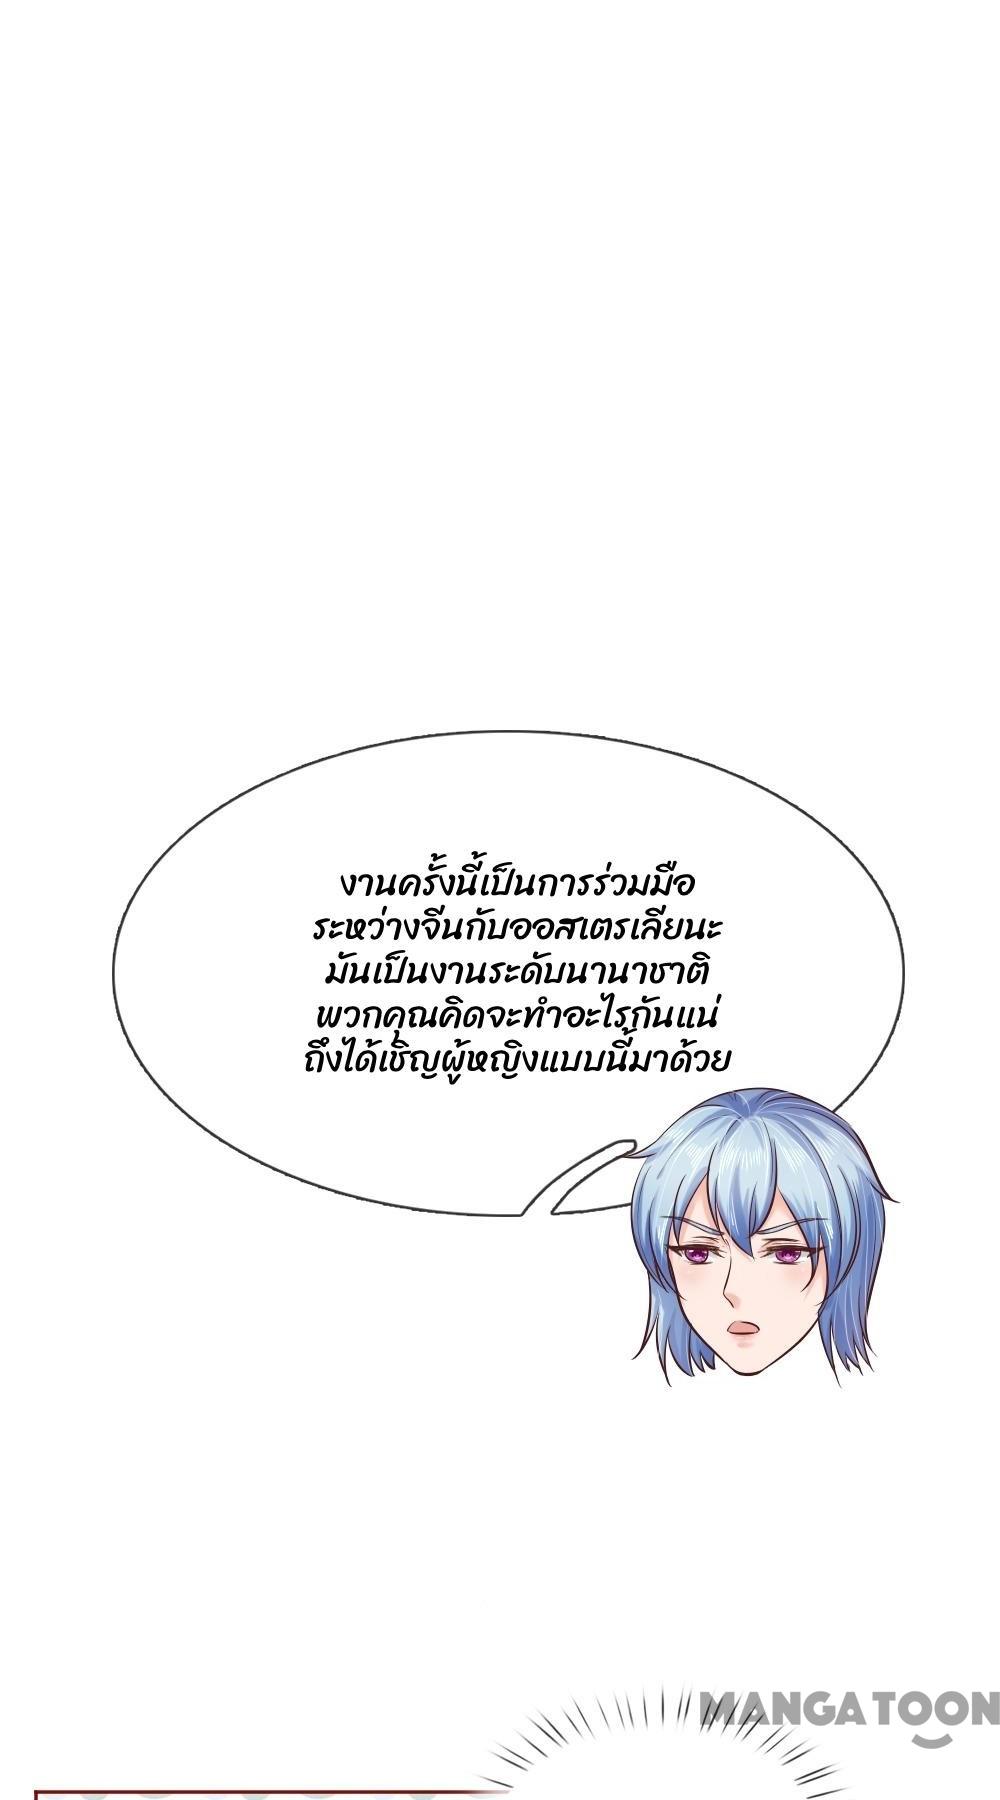 งานครั้งนี้เป็นการร่วมมือ
ระหว่างจีนกับออสเตรเลียนะ
มันเป็นงานระดับนานาชาติ
พวกคุณคิดจะทำอะไรกันแน่
ถึงได้เชิญผู้หญิงแบบนี้มาด้วย
MANGATOON